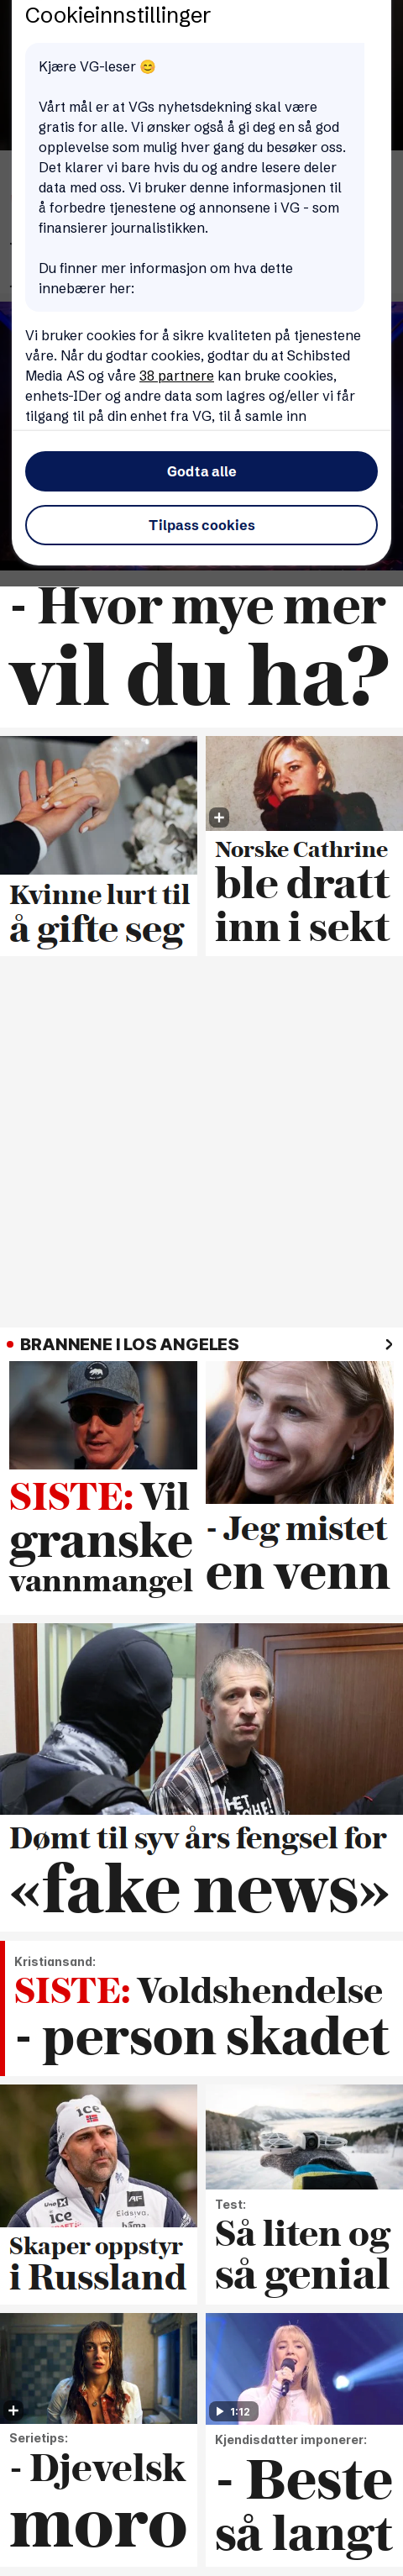 Cookieinnstillinger
Kjære VG-leser 😊
Vårt mål er at VGs nyhetsdekning skal være
gratis for alle. Vi ønsker også å gi deg en så god
opplevelse som mulig hver gang du besøker oss.
Det klarer vi bare hvis du og andre lesere deler
data med oss. Vi bruker denne informasjonen til
å forbedre tjenestene og annonsene i VG - som
finansierer journalistikken.
Du finner mer informasjon om hva dette
innebærer her:
Vi bruker cookies for å sikre kvaliteten på tjenestene
våre. Når du godtar cookies, godtar du at Schibsted
Media AS og våre 38 partnere kan bruke cookies,
enhets-IDer og andre data som lagres og/eller vi får
tilgang til på din enhet fra VG, til å samle inn
Godta alle
Tilpass cookies
- Hvor mye mer
vil du ha?
Kvinne lurt til
å gifte seg
Norske Cathrine
ble dratt
inn i sekt
BRANNENE I LOS ANGELES
SISTE: Vil
granske
vannmangel
- Jeg mistet
en venn
Dømt til syv års fengsel for
«fake news»
Kristiansand:
SISTE: Voldshendelse
- person skadet
ice
Skaper oppstyr
i Russland
Test:
Så liten og
så genial
Serietips:
- Djevelsk
moro
1:12
Kjendisdatter imponerer:
- Beste
så langt